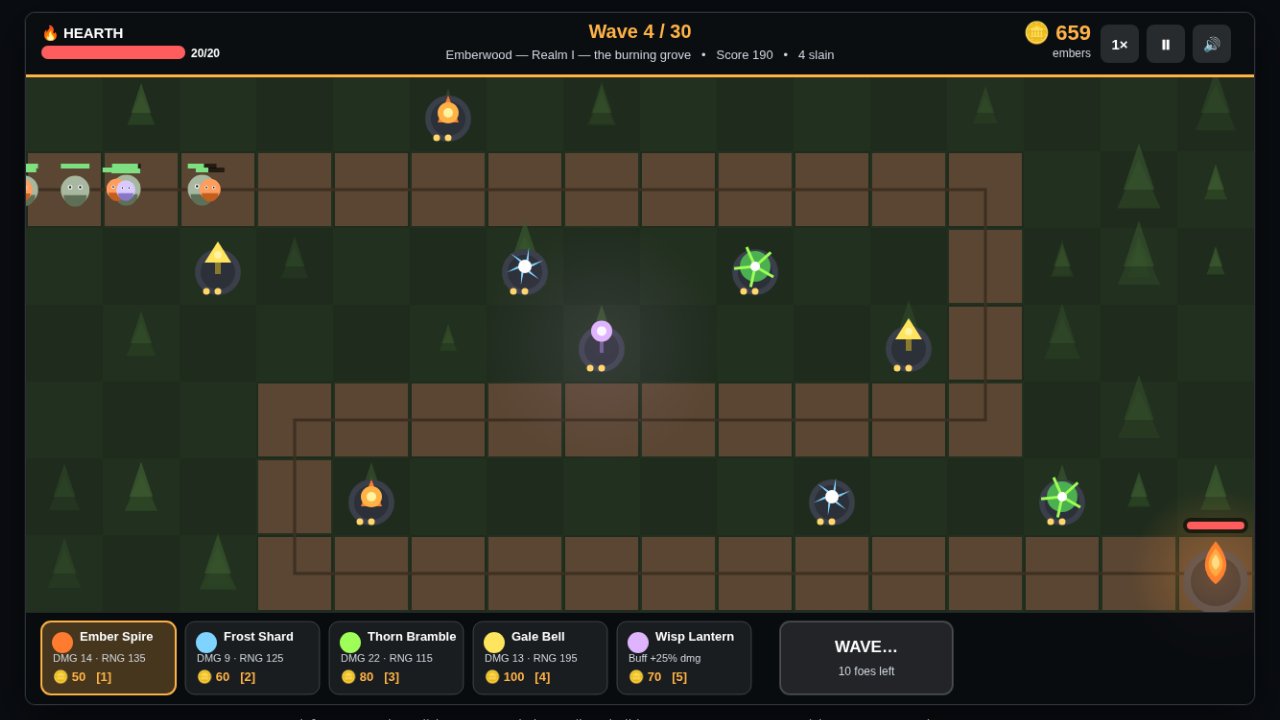 🔥 HEARTH
20/20
Wave 4 / 30
Emberwood — Realm I — the burning grove • Score 190 • 4 slain
659
embers
1×
Ember Spire
DMG 14 · RNG 135
50 [1]
Frost Shard
DMG 9 · RNG 125
60 [2]
Thorn Bramble
DMG 22 · RNG 115
80 [3]
Gale Bell
DMG 13 · RNG 195
100 [4]
Wisp Lantern
Buff +25% dmg
70 [5]
WAVE…
10 foes left